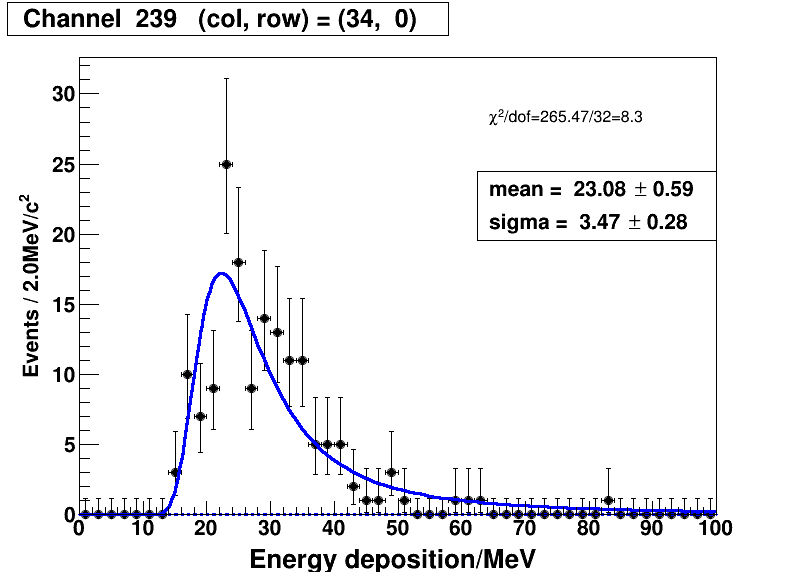 Channel 239 (col, row) = (34, 0)
χ²/dof=265.47/32=8.3
mean = 23.08 ± 0.59
sigma = 3.47 ± 0.28
Events / 2.0MeV/c²
30
25
20
15
10
5
0
0 10 20 30 40 50 60 70 80 90 100
Energy deposition/MeV